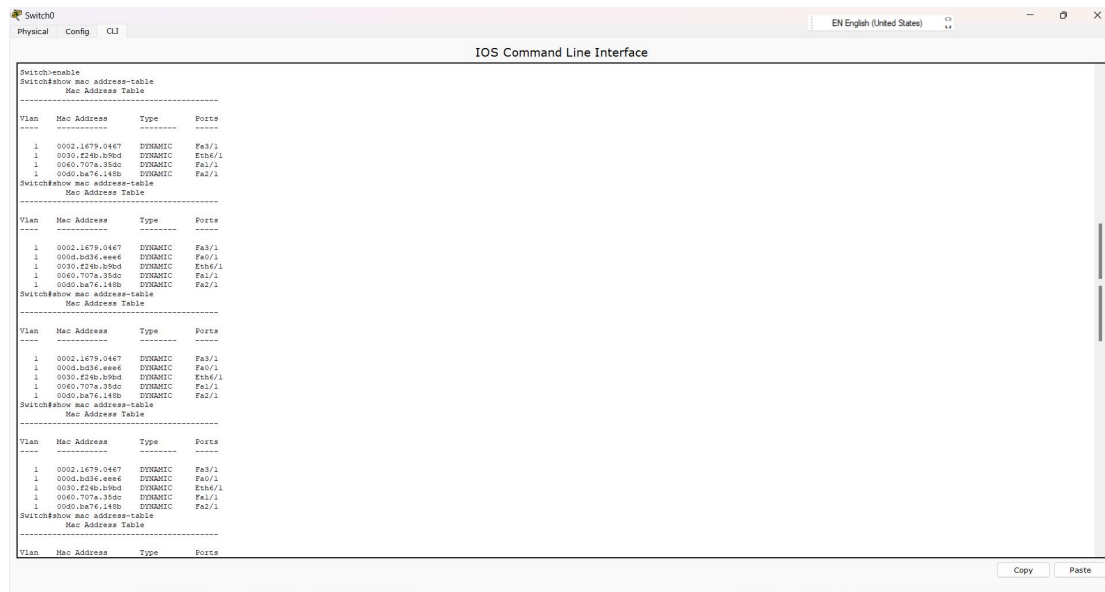 Switch0
EN English (United States)
Physical Config CLI
IOS Command Line Interface
Switch>enable
Switch#show mac address-table
Mac Address Table
-------------------------------------------
Vlan Mac Address Type Ports
---- ----------- -------- -----
1 0002.1679.0467 DYNAMIC Fa3/1
1 0030.f24b.b9bd DYNAMIC Eth6/1
1 0060.707a.35dc DYNAMIC Fa1/1
1 00d0.ba76.148b DYNAMIC Fa2/1
Switch#show mac address-table
Mac Address Table
-------------------------------------------
Vlan Mac Address Type Ports
---- ----------- -------- -----
1 0002.1679.0467 DYNAMIC Fa3/1
1 000d.bd36.eee6 DYNAMIC Fa0/1
1 0030.f24b.b9bd DYNAMIC Eth6/1
1 0060.707a.35dc DYNAMIC Fa1/1
1 00d0.ba76.148b DYNAMIC Fa2/1
Switch#show mac address-table
Mac Address Table
-------------------------------------------
Vlan Mac Address Type Ports
---- ----------- -------- -----
1 0002.1679.0467 DYNAMIC Fa3/1
1 000d.bd36.eee6 DYNAMIC Fa0/1
1 0030.f24b.b9bd DYNAMIC Eth6/1
1 0060.707a.35dc DYNAMIC Fa1/1
1 00d0.ba76.148b DYNAMIC Fa2/1
Switch#show mac address-table
Mac Address Table
-------------------------------------------
Vlan Mac Address Type Ports
---- ----------- -------- -----
1 0002.1679.0467 DYNAMIC Fa3/1
1 000d.bd36.eee6 DYNAMIC Fa0/1
1 0030.f24b.b9bd DYNAMIC Eth6/1
1 0060.707a.35dc DYNAMIC Fa1/1
1 00d0.ba76.148b DYNAMIC Fa2/1
Switch#show mac address-table
Mac Address Table
-------------------------------------------
Vlan Mac Address Type Ports
Copy Paste